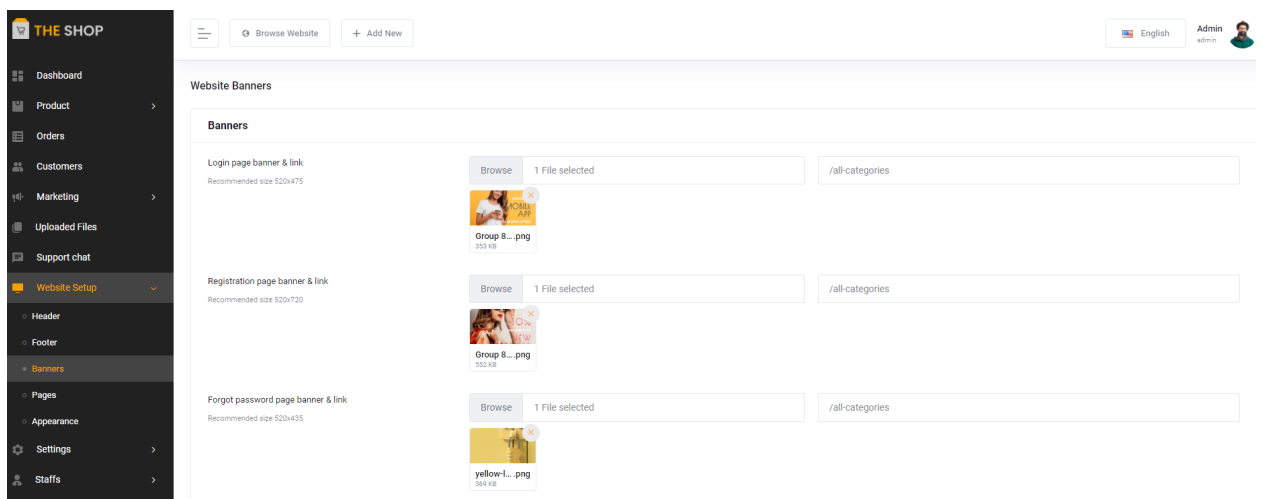 THE SHOP
Browse Website
+ Add New
English
Admin
admin
Dashboard
Product
Orders
Customers
Marketing
Uploaded Files
Support chat
Website Setup
Header
Footer
Banners
Pages
Appearance
Settings
Staffs
Website Banners
Banners
Login page banner & link
Recommended size 520x475
Browse
1 File selected
/all-categories
MOBILE
APP
Group 8... .png
353 KB
Registration page banner & link
Recommended size 520x720
Browse
1 File selected
/all-categories
0%
EW
Group 8... .png
552 KB
Forgot password page banner & link
Recommended size 520x435
Browse
1 File selected
/all-categories
yellow-l... .png
369 KB